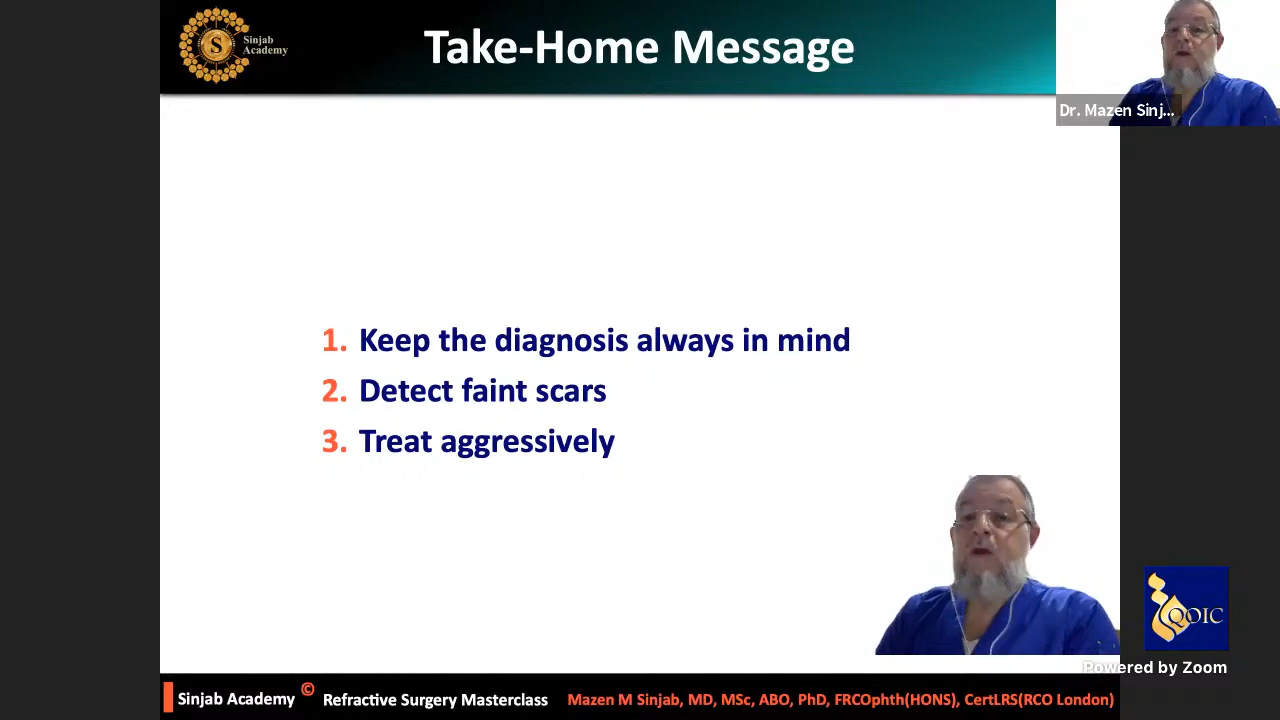 Sinjab
Academy
S
Take-Home Message
Dr. Mazen Sinj...
1. Keep the diagnosis always in mind
2. Detect faint scars
3. Treat aggressively
QOIC
Powered by Zoom
Sinjab Academy © Refractive Surgery Masterclass Mazen M Sinjab, MD, MSc, ABO, PhD, FRCOphth(HONS), CertLRS(RCO London)